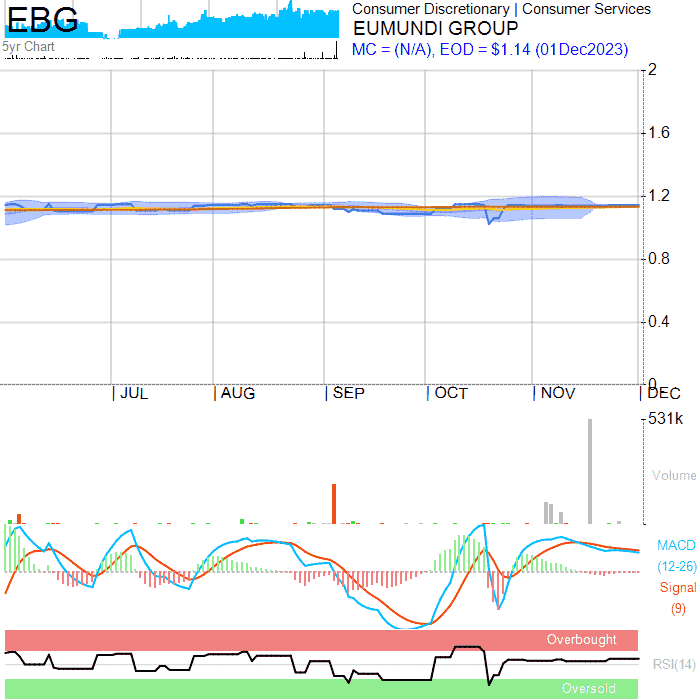 EBG
Consumer Discretionary | Consumer Services
EUMUNDI GROUP
5yr Chart
MC = (N/A), EOD = $1.14 (01Dec2023)
2
1.6
1.2
0.8
0.4
0
JUL AUG SEP OCT NOV DEC
531k
Volume
MACD
(12-26)
Signal
(9)
Overbought
RSI(14)
Oversold